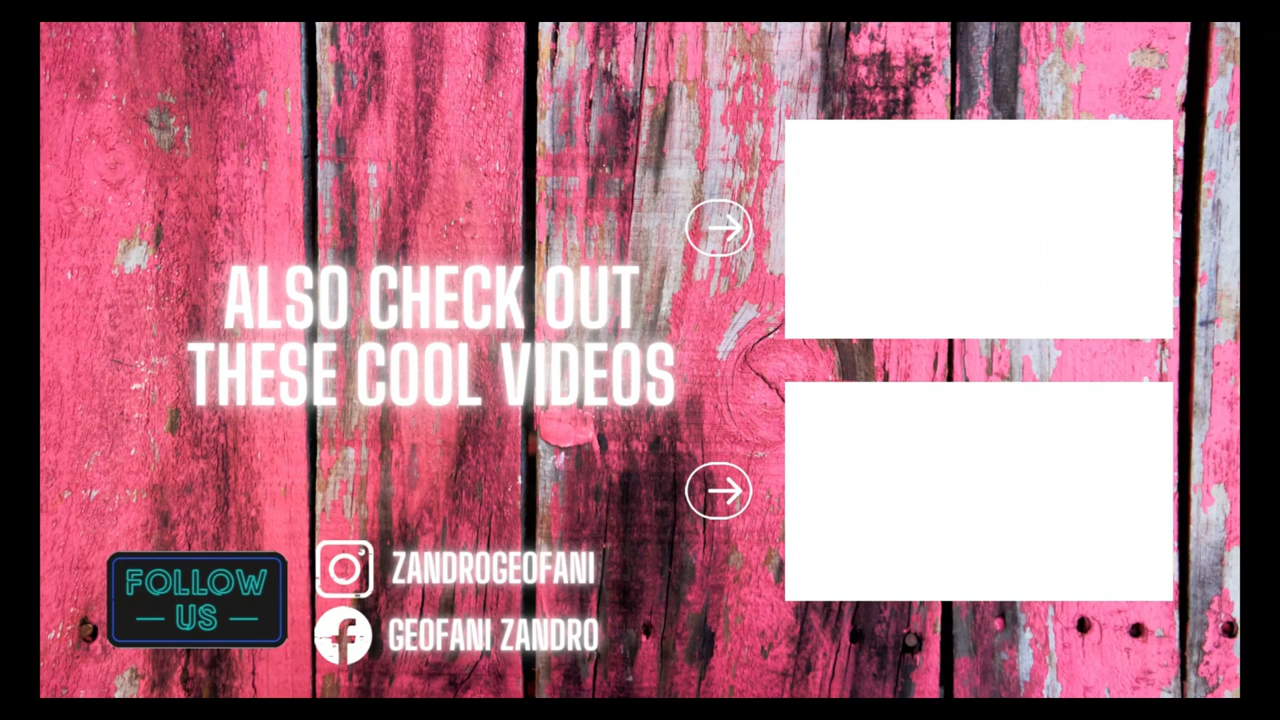 ALSO CHECK OUT
THESE COOL VIDEOS
FOLLOW
US
ZANDROGEOFANI
GEOFANI ZANDRO